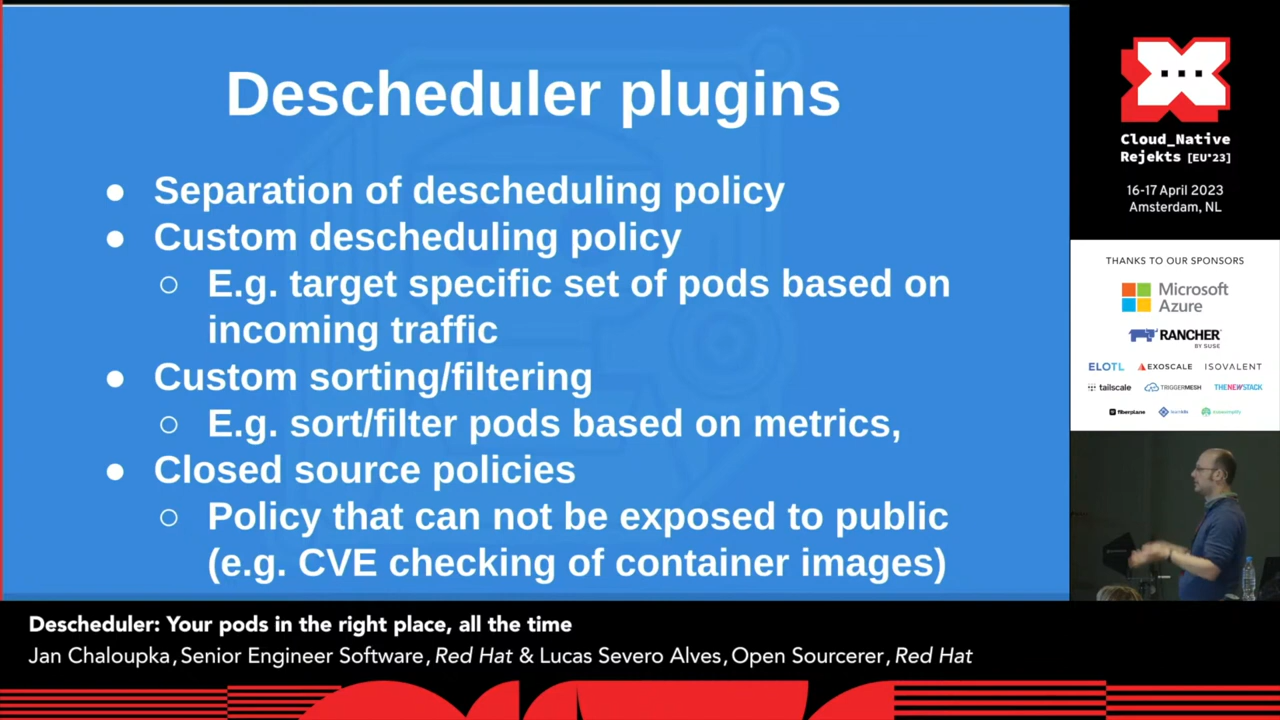 Descheduler plugins
● Separation of descheduling policy
● Custom descheduling policy
○ E.g. target specific set of pods based on
incoming traffic
● Custom sorting/filtering
○ E.g. sort/filter pods based on metrics,
● Closed source policies
○ Policy that can not be exposed to public
(e.g. CVE checking of container images)
Cloud_Native
Rejekts [EU*23]
16-17 April 2023
Amsterdam, NL
THANKS TO OUR SPONSORS
Microsoft
Azure
RANCHER
BY SUSE
ELOTL EXOSCALE ISOVALENT
tailscale TRIGGERMESH THENEWSTACK
fiberplane
Descheduler: Your pods in the right place, all the time
Jan Chaloupka, Senior Engineer Software, Red Hat & Lucas Severo Alves, Open Sourcerer, Red Hat